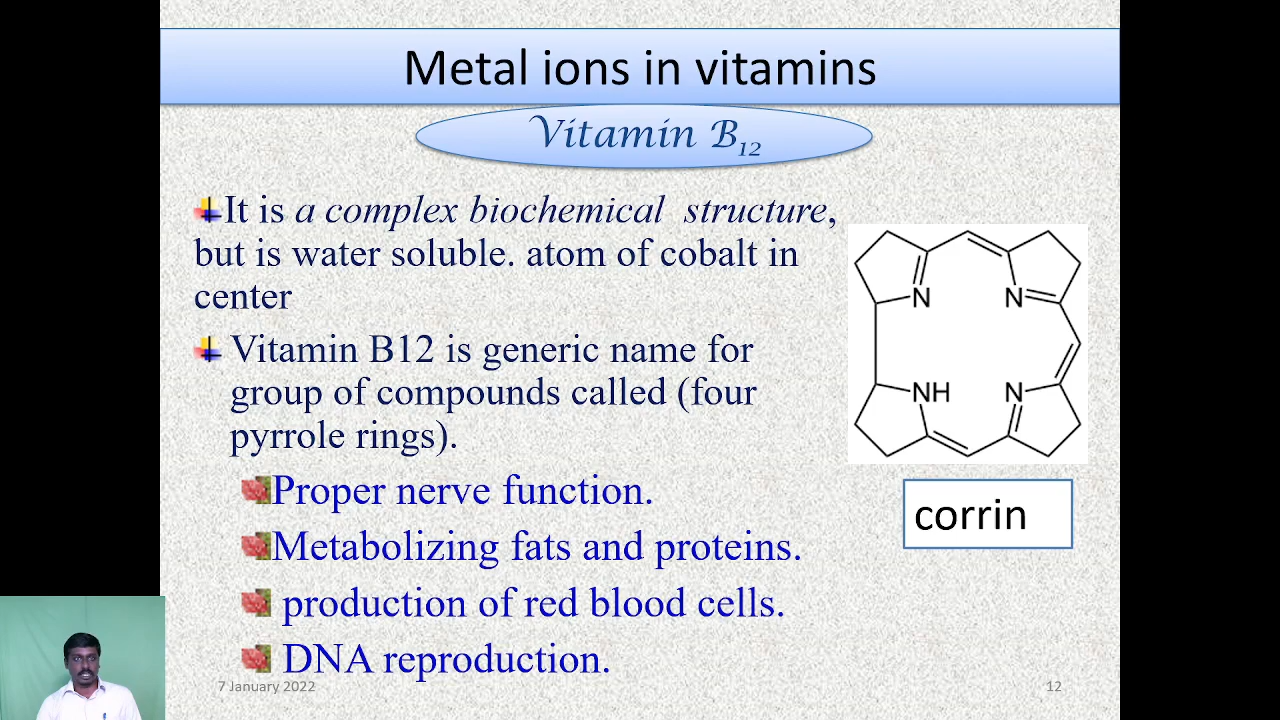 Metal ions in vitamins
Vitamin B12
It is a complex biochemical structure,
but is water soluble. atom of cobalt in
center
Vitamin B12 is generic name for
group of compounds called (four
pyrrole rings).
Proper nerve function.
Metabolizing fats and proteins.
production of red blood cells.
DNA reproduction.
N N
NH N
corrin
7 January 2022
12